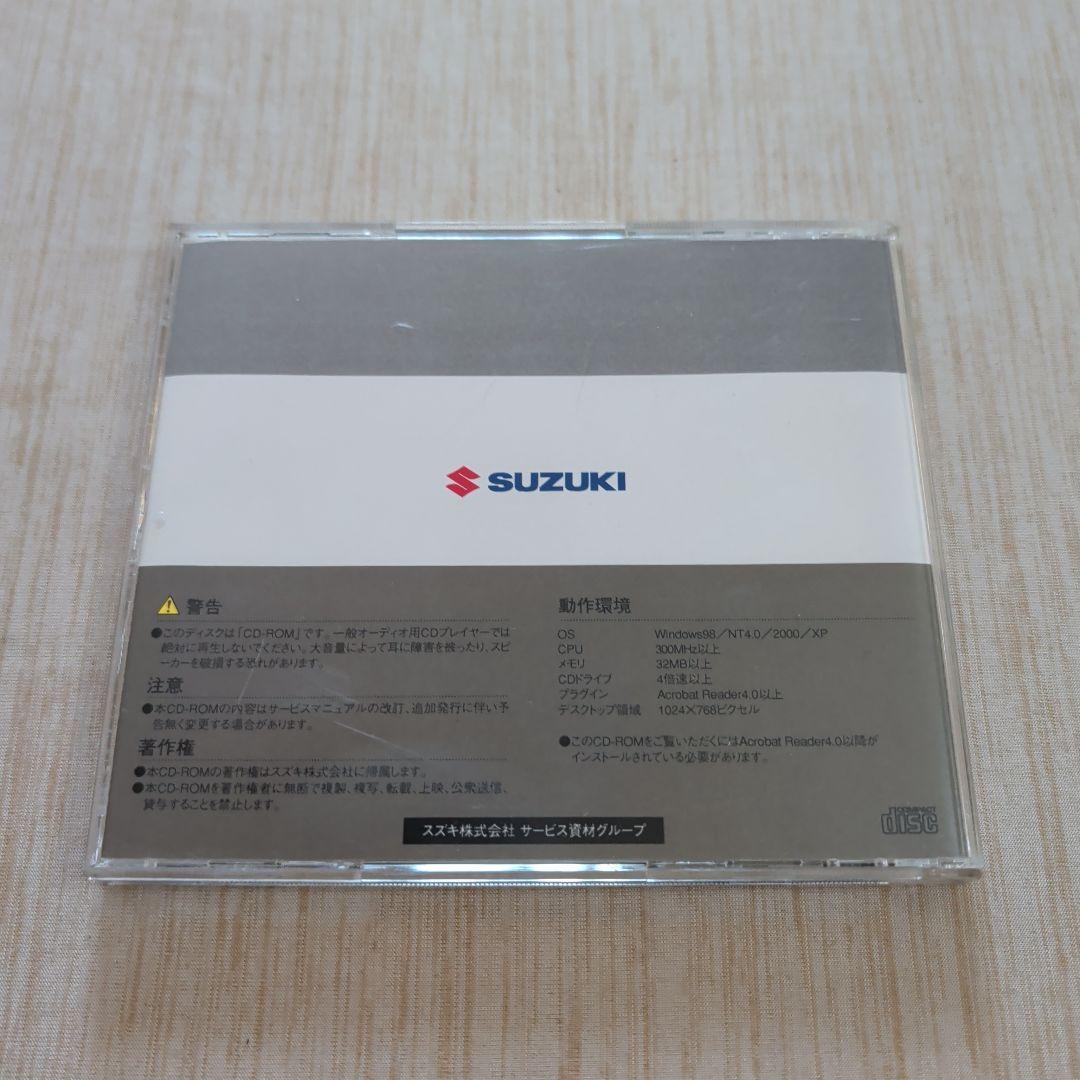 SUZUKI
警告
●このディスクは「CD-ROM」です。一般オーディオ用CDプレイヤーでは
絶対に再生しないでください。大音量によって耳に障害を被ったり、スピ
ーカーを破損する恐れがあります。
注意
●本CD-ROMの内容はサービスマニュアルの改訂、追加発行に伴い予
告無く変更する場合があります。
著作権
●本CD-ROMの著作権はスズキ株式会社に帰属します。
●本CD-ROMを著作権者に無断で複製、複写、転載、上映、公衆送信、
貸与することを禁止します。
動作環境
OS Windows98／NT4.0／2000／XP
CPU 300MHz以上
メモリ 32MB以上
CDドライブ 4倍速以上
プラグイン Acrobat Reader4.0以上
デスクトップ領域 1024×768ピクセル
●このCD-ROMをご覧いただくにはAcrobat Reader4.0以降が
インストールされている必要があります。
スズキ株式会社 サービス資材グループ
COMPACT
disc